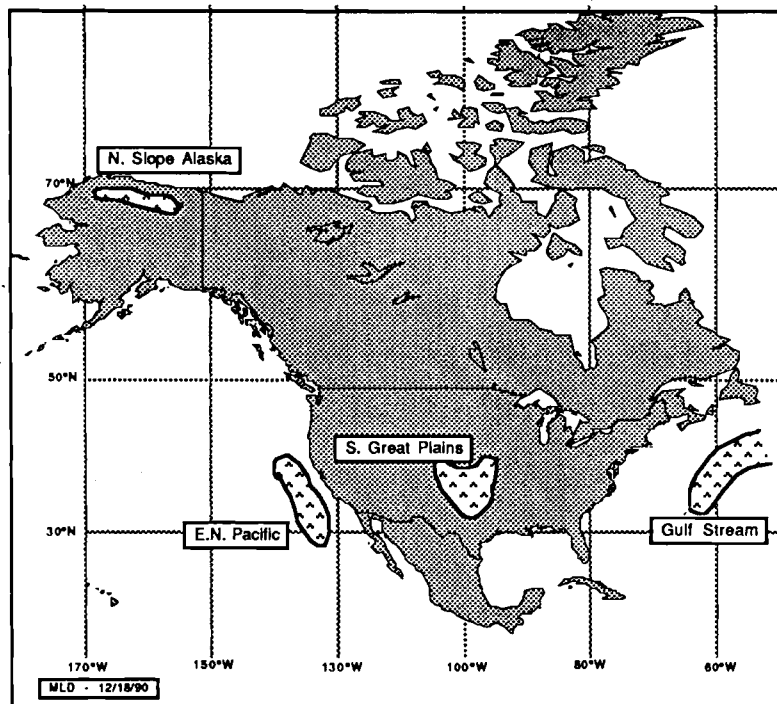 N. Slope Alaska
70°N
50°N
S. Great Plains
E.N. Pacific
30°N
Gulf Stream
170°W
150°W
130°W
100°W
80°W
60°W
MLD - 12/18/90